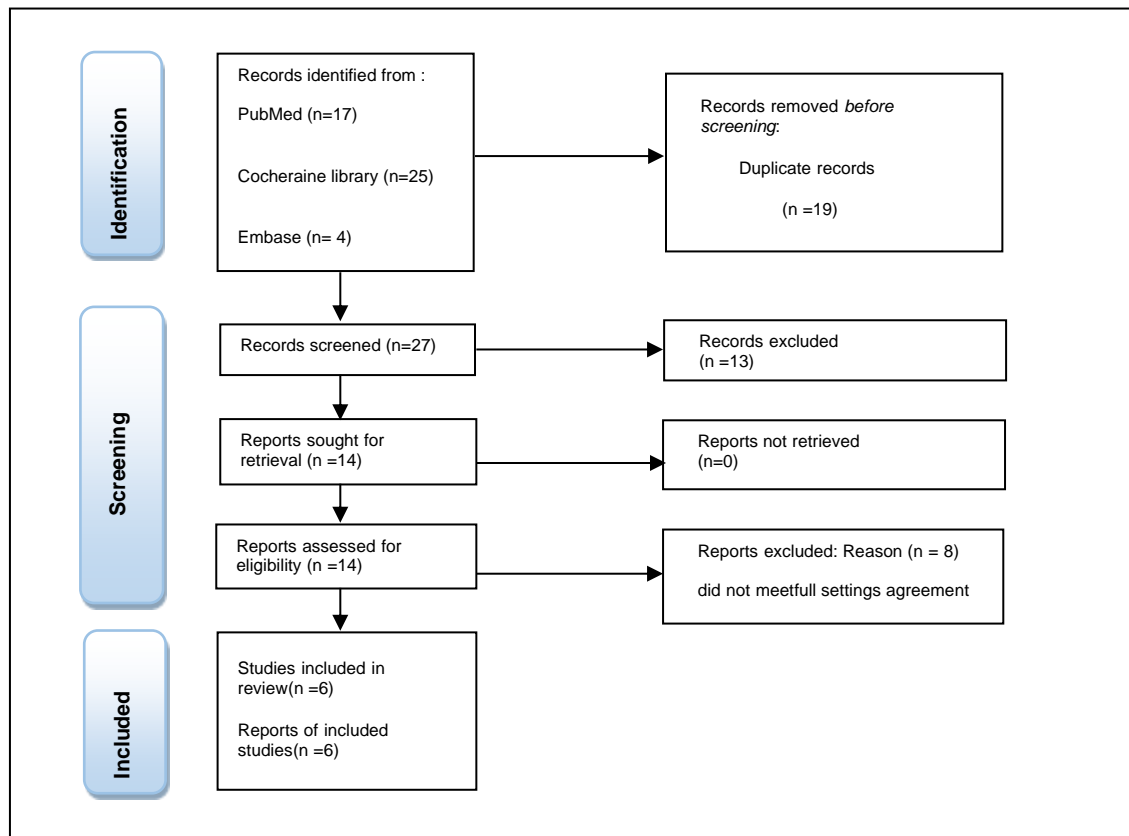 Identification
Records identified from :
PubMed (n=17)
Cocheraine library (n=25)
Embase (n= 4)
Records removed before
screening:
Duplicate records
(n =19)
Screening
Records screened (n=27)
Records excluded
(n =13)
Reports sought for
retrieval (n =14)
Reports not retrieved
(n=0)
Reports assessed for
eligibility (n =14)
Reports excluded: Reason (n = 8)
did not meetfull settings agreement
Included
Studies included in
review(n =6)
Reports of included
studies(n =6)